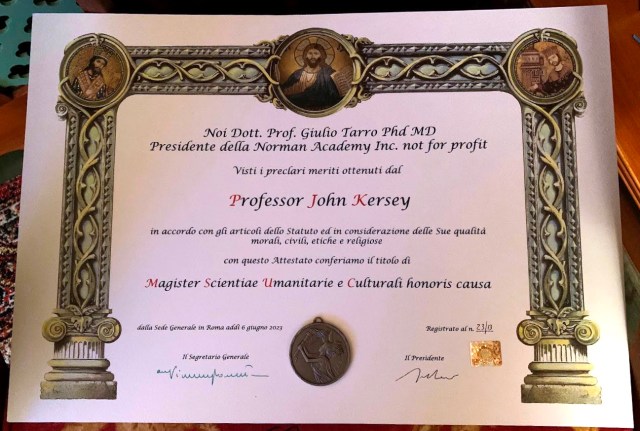 Noi Dott. Prof. Giulio Tarro Phd MD
Presidente della Norman Academy Inc. not for profit
Visti i preclari meriti ottenuti dal
Professor John Kersey
in accordo con gli articoli dello Statuto ed in considerazione delle Sue qualità
morali, civili, etiche e religiose
con questo Attestato conferiamo il titolo di
Magister Scientiae Umanitarie e Culturali honoris causa
dalla Sede Generale in Roma addì 6 giugno 2023
Registrato al n.
Il Segretario Generale
Il Presidente